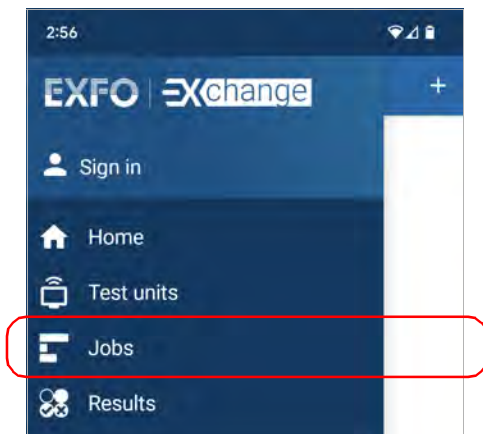 2:56
EXFO | EXchange
+
Sign in
Home
Test units
Jobs
Results